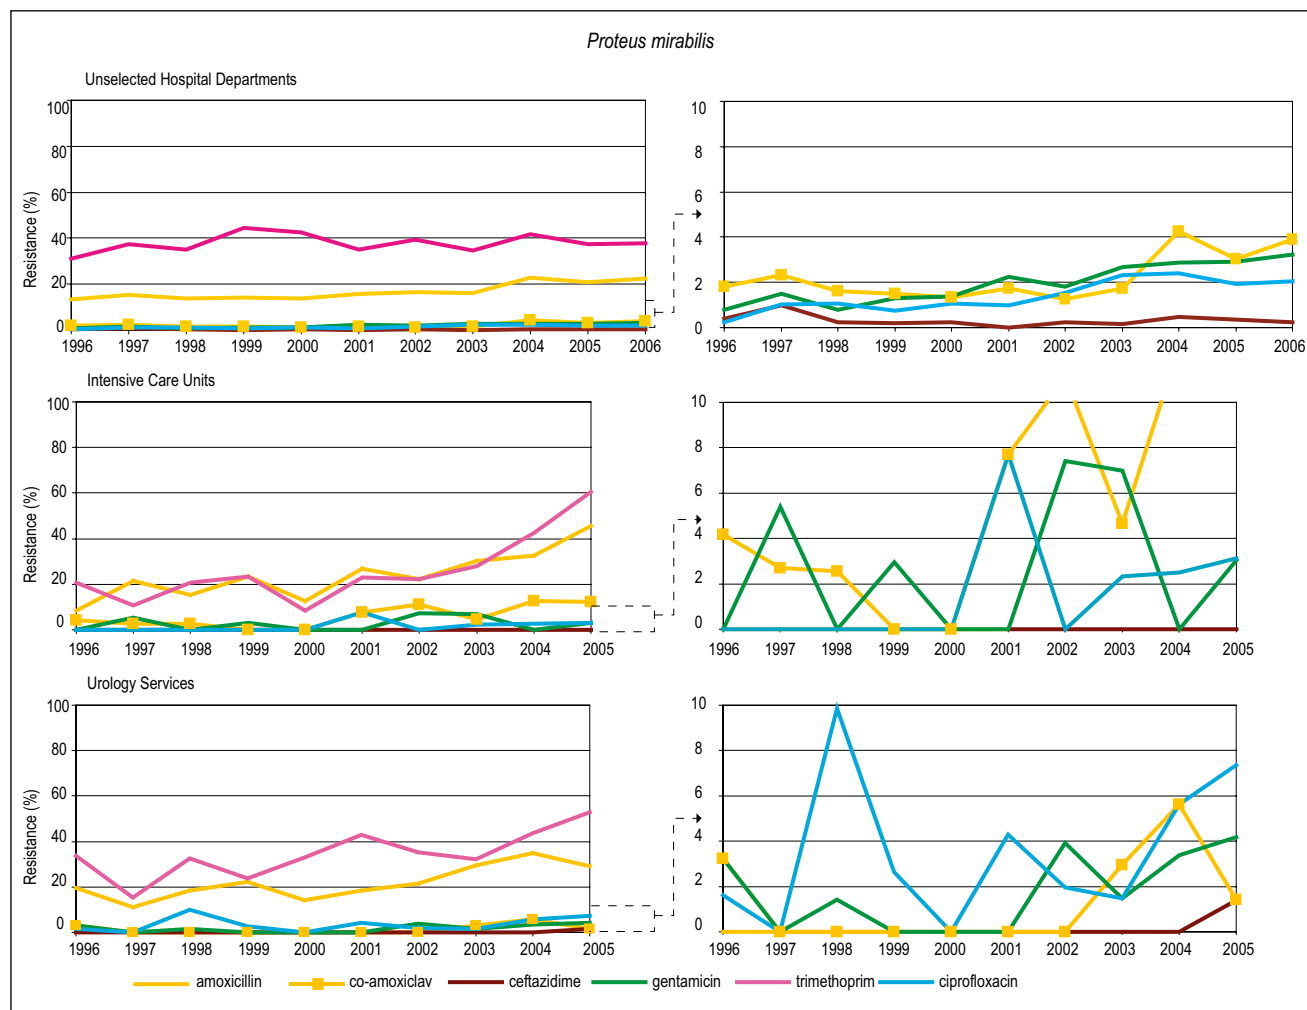 Proteus mirabilis
Unselected Hospital Departments
Resistance (%)
100
80
60
40
20
0
1996 1997 1998 1999 2000 2001 2002 2003 2004 2005 2006
10
8
6
4
2
0
1996 1997 1998 1999 2000 2001 2002 2003 2004 2005 2006
Intensive Care Units
Resistance (%)
100
80
60
40
20
0
1996 1997 1998 1999 2000 2001 2002 2003 2004 2005
10
8
6
4
2
0
1996 1997 1998 1999 2000 2001 2002 2003 2004 2005
Urology Services
Resistance (%)
100
80
60
40
20
0
1996 1997 1998 1999 2000 2001 2002 2003 2004 2005
10
8
6
4
2
0
1996 1997 1998 1999 2000 2001 2002 2003 2004 2005
amoxicillin co-amoxiclav ceftazidime gentamicin trimethoprim ciprofloxacin